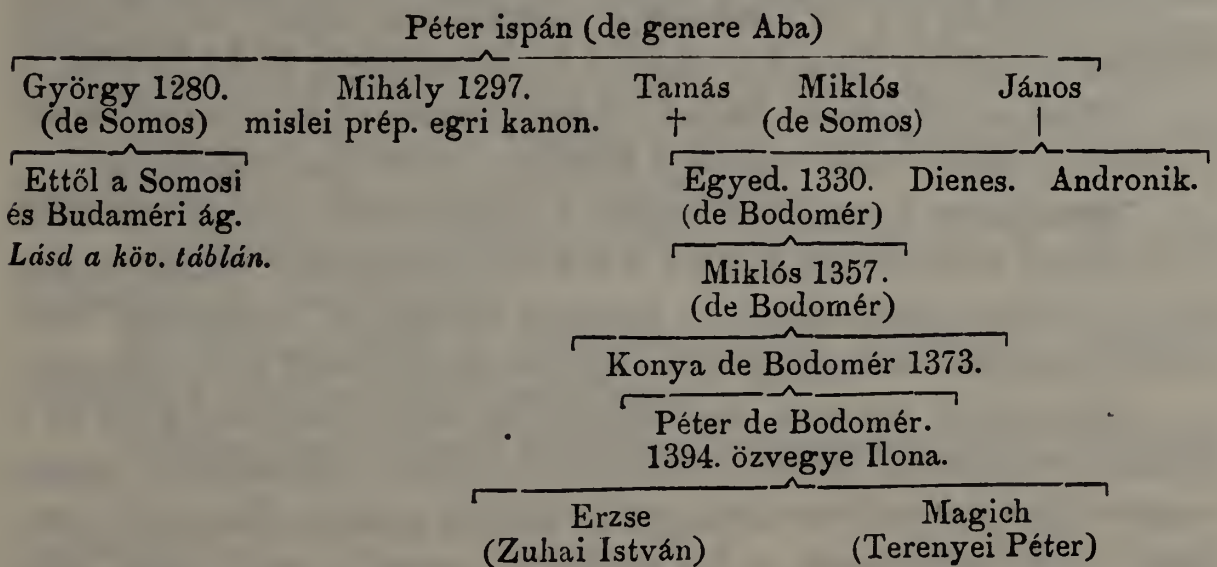 Péter ispán (de genere Aba)
György 1280. Mihály 1297. Tamás Miklós János
(de Somos) mislei prép. egri kanon. † (de Somos)
Ettől a Somosi Egyed. 1330. Dienes. Andronik.
és Budaméri ág. (de Bodomér)
Lásd a köv. táblán.
Miklós 1357.
(de Bodomér)
Konya de Bodomér 1373.
Péter de Bodomér.
1394. özvegye Ilona.
Erzse Magich
(Zuhai István) (Terenyei Péter)